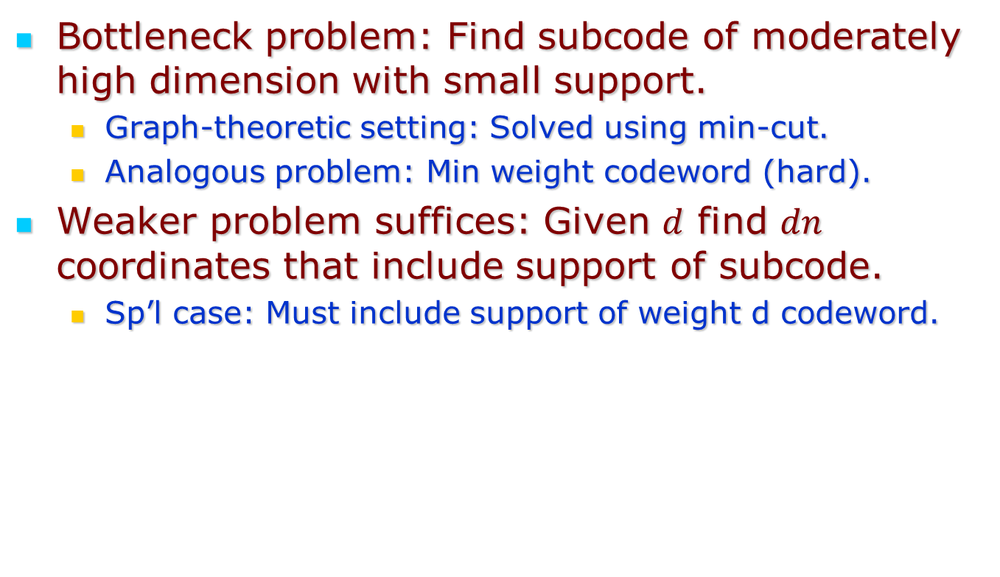 Bottleneck problem: Find subcode of moderately
high dimension with small support.
Graph-theoretic setting: Solved using min-cut.
Analogous problem: Min weight codeword (hard).
Weaker problem suffices: Given 𝑑 find 𝑑𝑛
coordinates that include support of subcode.
Sp’l case: Must include support of weight d codeword.